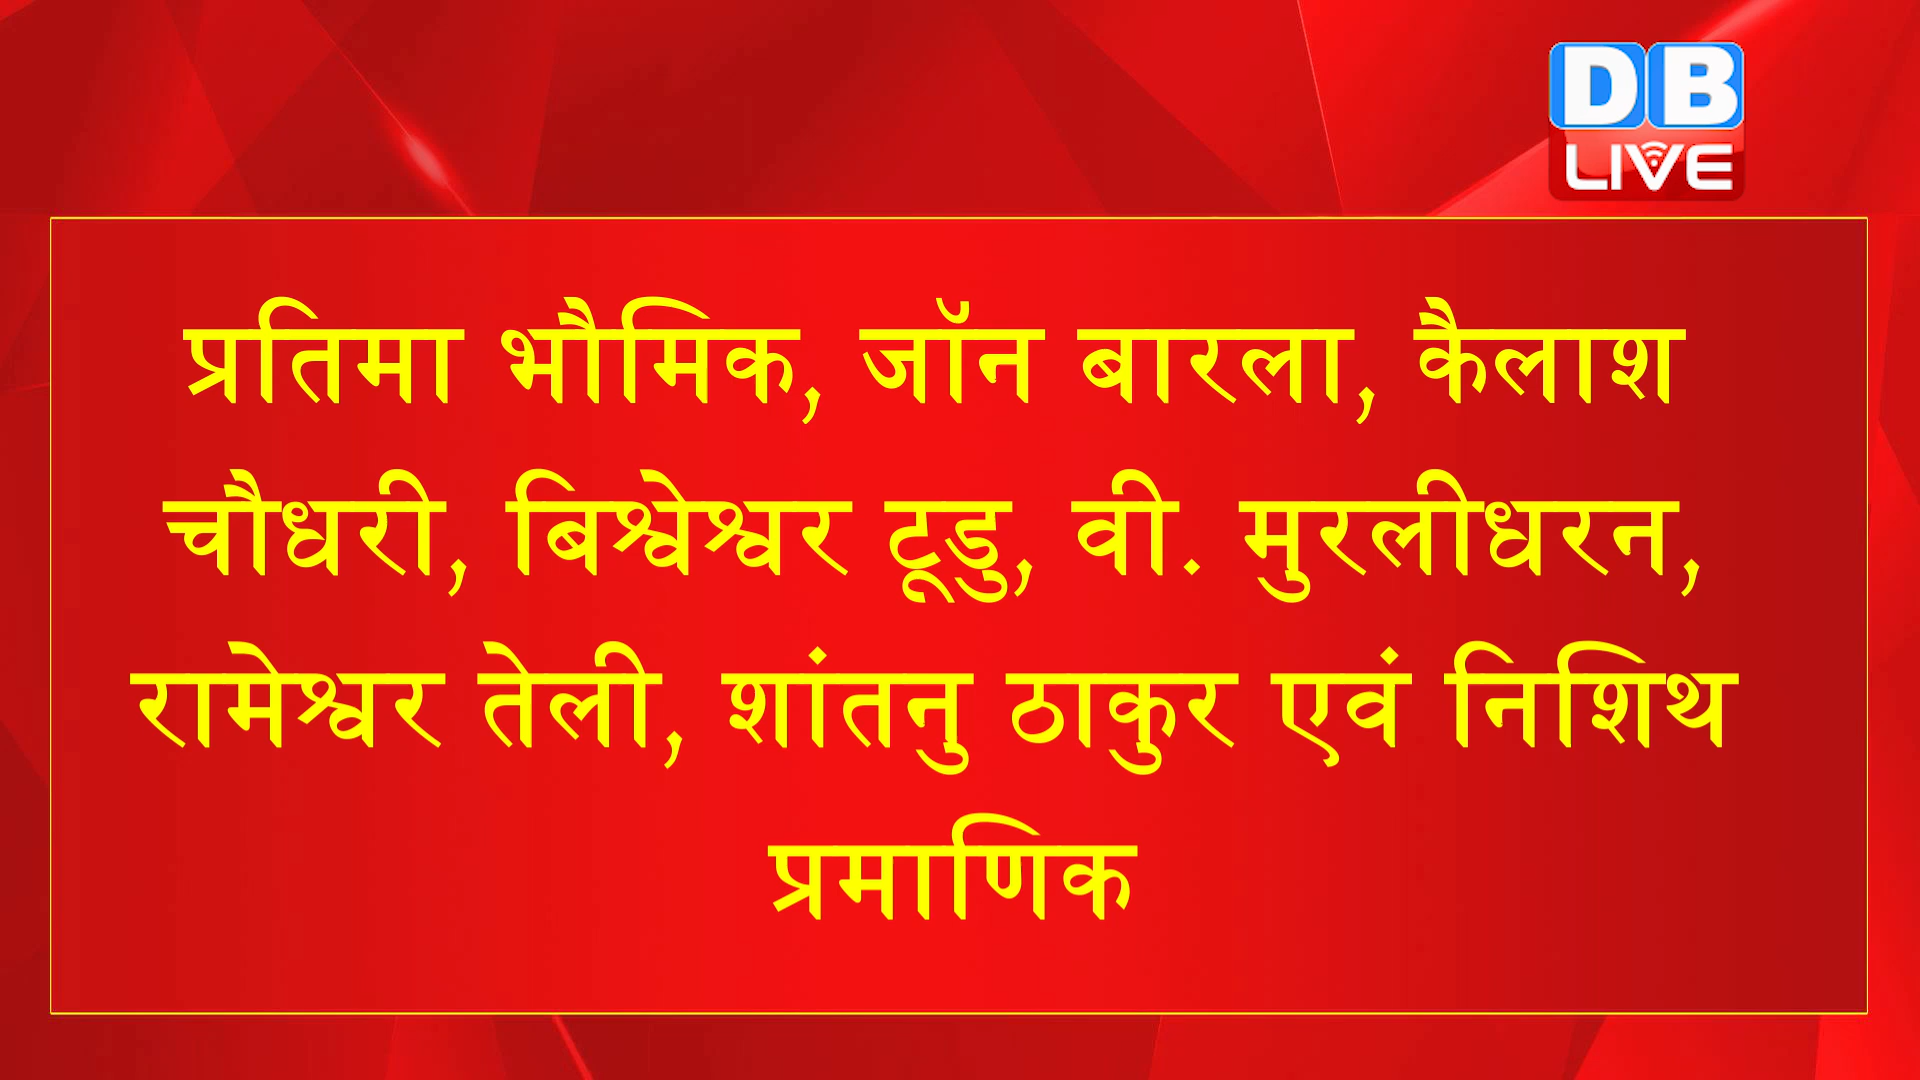 DB
LIVE
प्रतिमा भौमिक, जॉन बारला, कैलाश
चौधरी, बिश्वेश्वर टूडु, वी. मुरलीधरन,
रामेश्वर तेली, शांतनु ठाकुर एवं निशिथ
प्रमाणिक